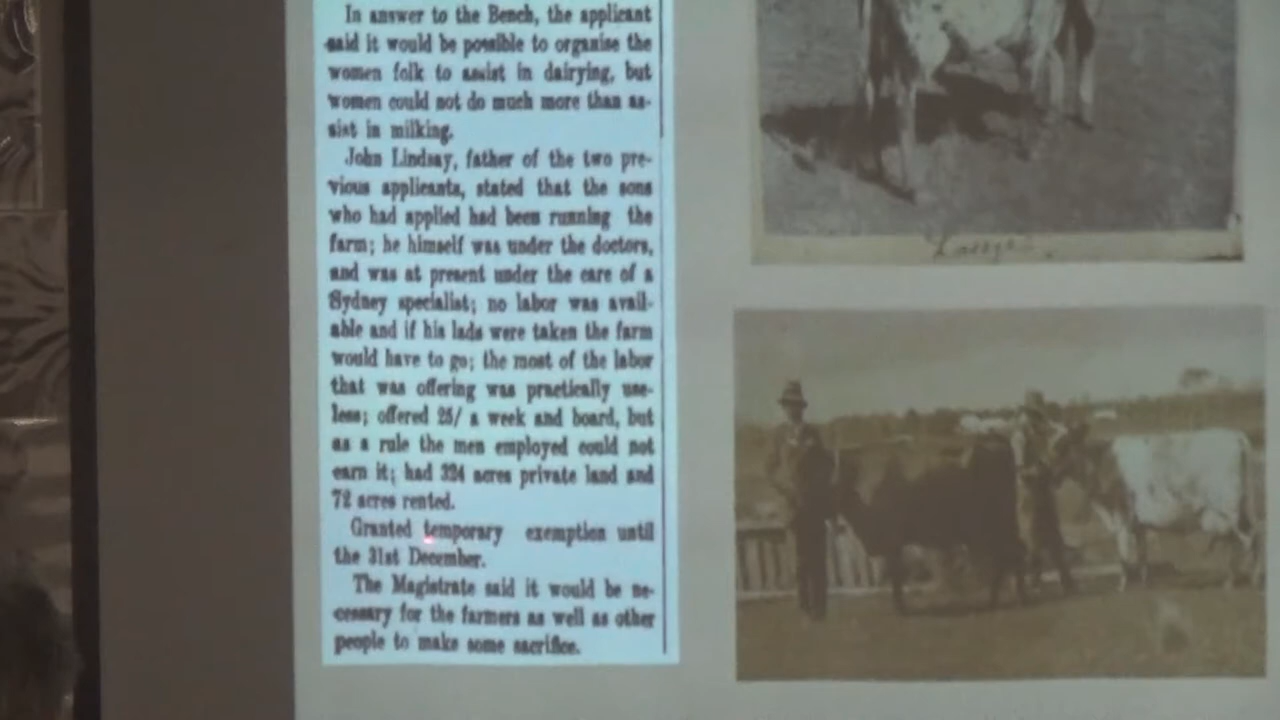 In answer to the Bench, the applicant
said it would be possible to organise the
women folk to assist in dairying, but
women could not do much more than as-
sist in milking.
John Lindsay, father of the two pre-
vious applicants, stated that the sons
who had applied had been running the
farm; he himself was under the doctors,
and was at present under the care of a
Sydney specialist; no labor was avail-
able and if his lads were taken the farm
would have to go; the most of the labor
that was offering was practically use-
less; offered 25/ a week and board, but
as a rule the men employed could not
earn it; had 324 acres private land and
72 acres rented.
Granted temporary exemption until
the 31st December.
The Magistrate said it would be ne-
cessary for the farmers as well as other
people to make some sacrifice.